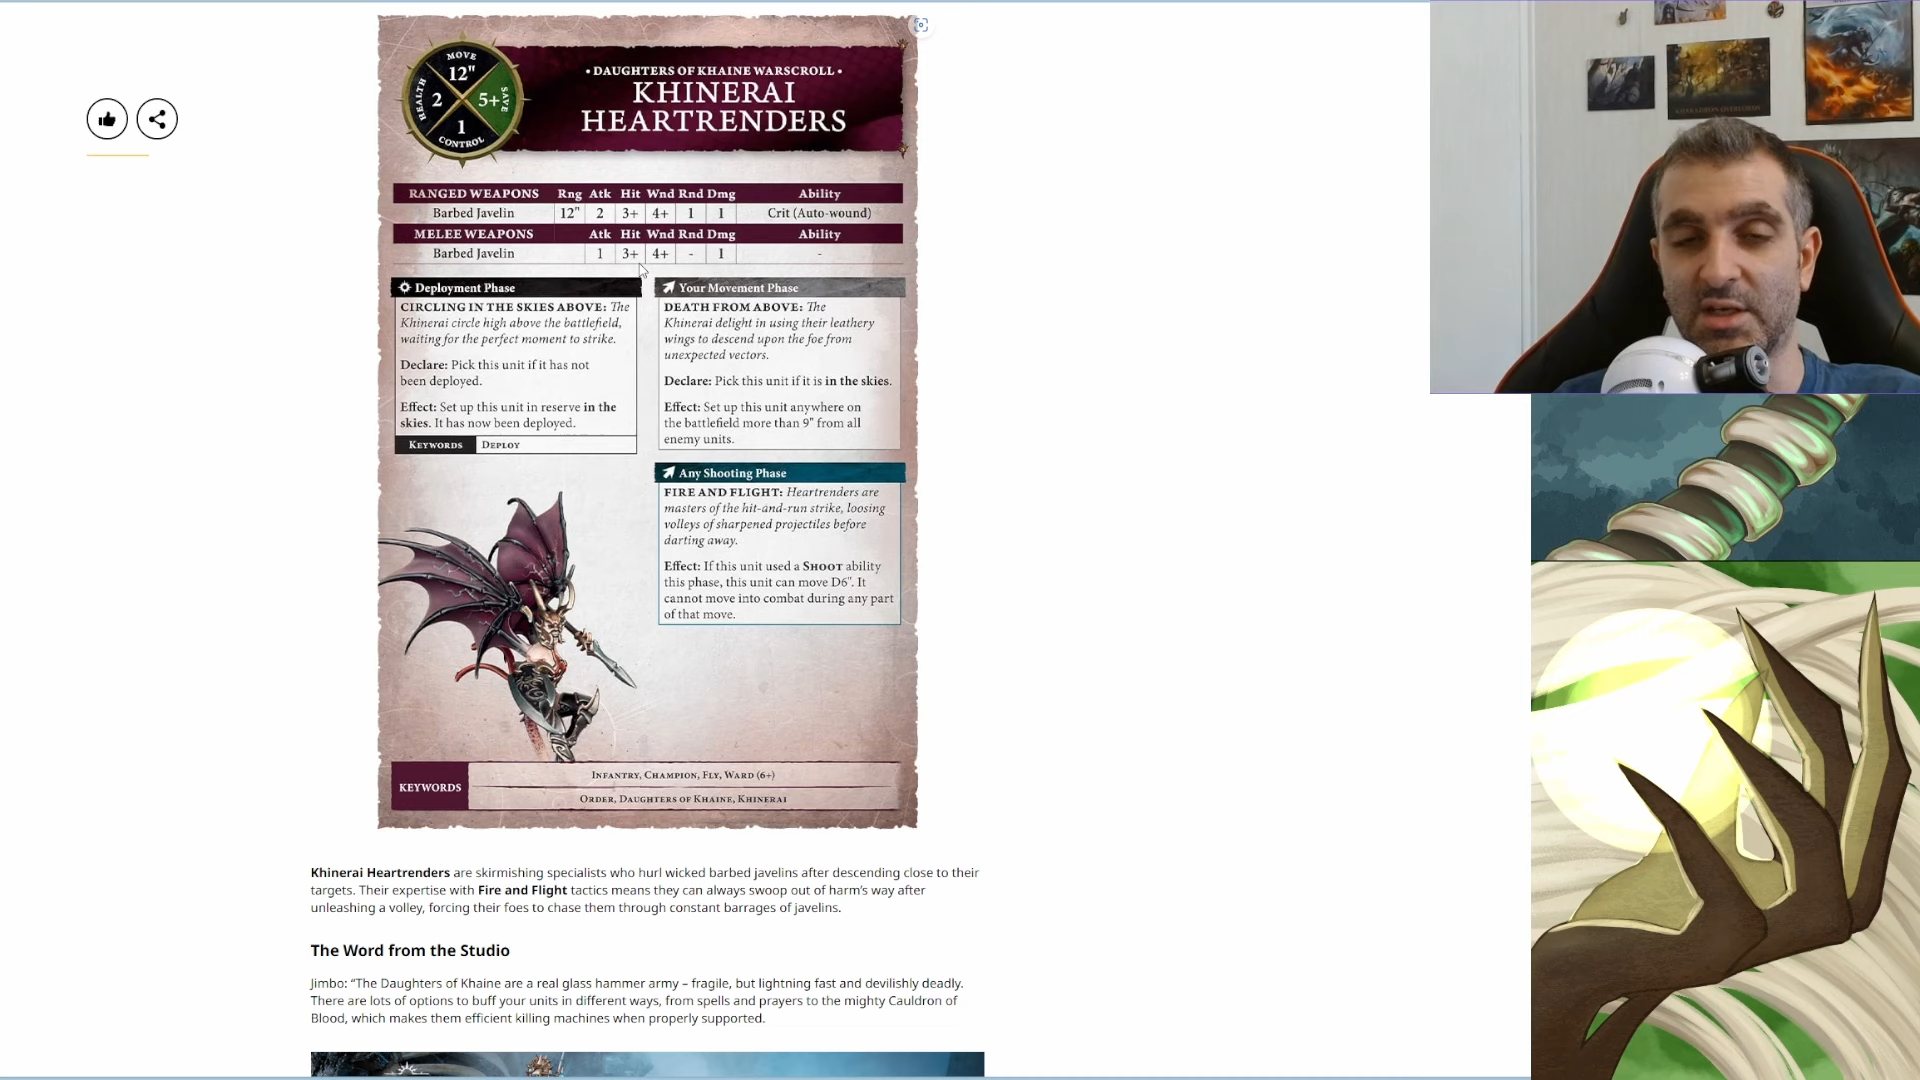 MOVE
12"
HEALTH
2
5+
SAVE
1
CONTROL
• DAUGHTERS OF KHAINE WARSCROLL •
KHINERAI
HEARTRENDERS
RANGED WEAPONS Rng Atk Hit Wnd Rnd Dmg Ability
Barbed Javelin 12" 2 3+ 4+ 1 1 Crit (Auto-wound)
MELEE WEAPONS Atk Hit Wnd Rnd Dmg Ability
Barbed Javelin 1 3+ 4+ - 1 -
Deployment Phase
CIRCLING IN THE SKIES ABOVE: The
Khinerai circle high above the battlefield,
waiting for the perfect moment to strike.
Declare: Pick this unit if it has not
been deployed.
Effect: Set up this unit in reserve in the
skies. It has now been deployed.
KEYWORDS DEPLOY
Your Movement Phase
DEATH FROM ABOVE: The
Khinerai delight in using their leathery
wings to descend upon the foe from
unexpected vectors.
Declare: Pick this unit if it is in the skies.
Effect: Set up this unit anywhere on
the battlefield more than 9" from all
enemy units.
Any Shooting Phase
FIRE AND FLIGHT: Heartrenders are
masters of the hit-and-run strike, loosing
volleys of sharpened projectiles before
darting away.
Effect: If this unit used a SHOOT ability
this phase, this unit can move D6". It
cannot move into combat during any part
of that move.
KEYWORDS
INFANTRY, CHAMPION, FLY, WARD (6+)
ORDER, DAUGHTERS OF KHAINE, KHINERAI
Khinerai Heartrenders are skirmishing specialists who hurl wicked barbed javelins after descending close to their
targets. Their expertise with Fire and Flight tactics means they can always swoop out of harm's way after
unleashing a volley, forcing their foes to chase them through constant barrages of javelins.
The Word from the Studio
Jimbo: “The Daughters of Khaine are a real glass hammer army – fragile, but lightning fast and devilishly deadly.
There are lots of options to buff your units in different ways, from spells and prayers to the mighty Cauldron of
Blood, which makes them efficient killing machines when properly supported.